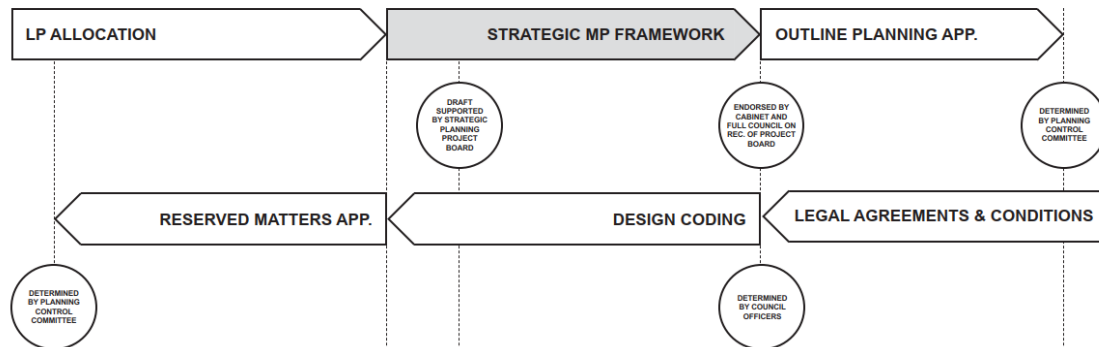 LP ALLOCATION
STRATEGIC MP FRAMEWORK
OUTLINE PLANNING APP.
DRAFT
SUPPORTED
BY STRATEGIC
PLANNING
PROJECT
BOARD
ENDORSED BY
CABINET AND
FULL COUNCIL ON
REC. OF PROJECT
BOARD
DETERMINED
BY PLANNING
CONTROL
COMMITTEE
RESERVED MATTERS APP.
DESIGN CODING
LEGAL AGREEMENTS & CONDITIONS
DETERMINED
BY PLANNING
CONTROL
COMMITTEE
DETERMINED
BY COUNCIL
OFFICERS